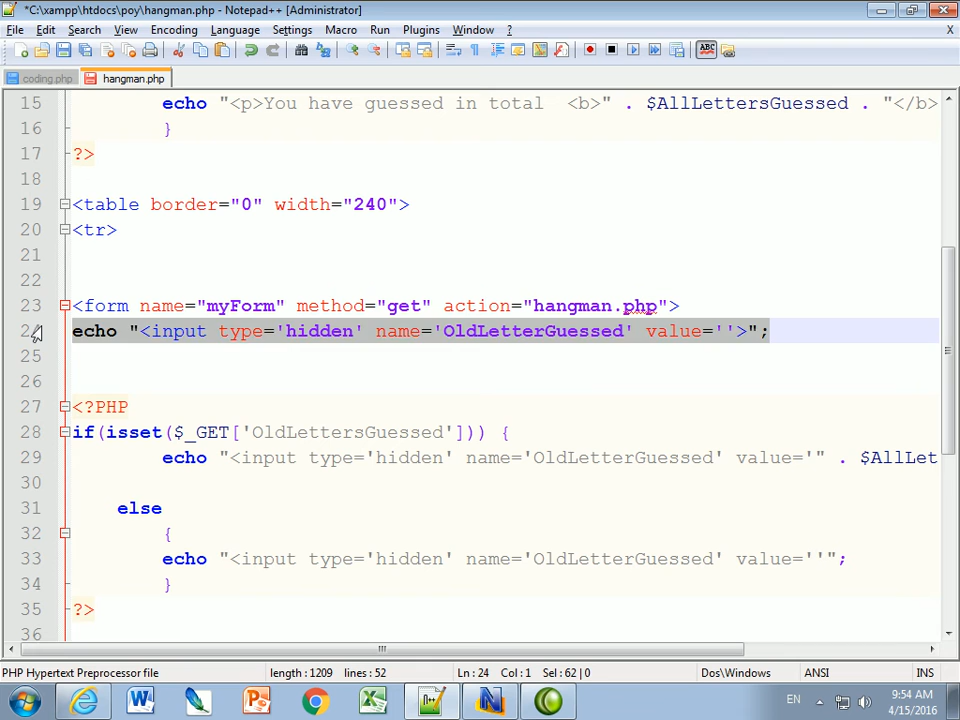 *C:\xampp\htdocs\poy\hangman.php - Notepad++ [Administrator]
File Edit Search View Encoding Language Settings Macro Run Plugins Window ? X
coding.php hangman.php
15 echo "<p>You have guessed in total  <b>" . $AllLettersGuessed . "</b>
16 }
17 ?>
18
19 <table border="0" width="240">
20 <tr>
21
22
23 <form name="myForm" method="get" action="hangman.php">
24 echo "<input type='hidden' name='OldLetterGuessed' value=''>";
25
26
27 <?PHP
28 if(isset($_GET['OldLettersGuessed'])) {
29 echo "<input type='hidden' name='OldLetterGuessed' value='" . $AllLet
30
31 else
32 {
33 echo "<input type='hidden' name='OldLetterGuessed' value=''";
34 }
35 ?>
36
PHP Hypertext Preprocessor file length : 1209 lines : 52 Ln : 24 Col : 1 Sel : 62 | 0 Dos\Windows ANSI INS
EN 9:54 AM
4/15/2016